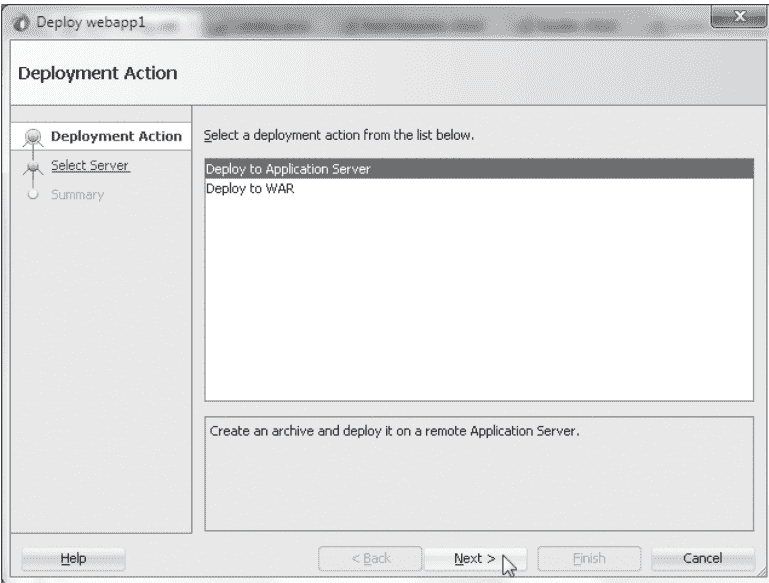 Deploy webapp1
Deployment Action
Deployment Action
Select Server
Summary
Select a deployment action from the list below.
Deploy to Application Server
Deploy to WAR
Create an archive and deploy it on a remote Application Server.
Help
< Back
Next >
Finish
Cancel